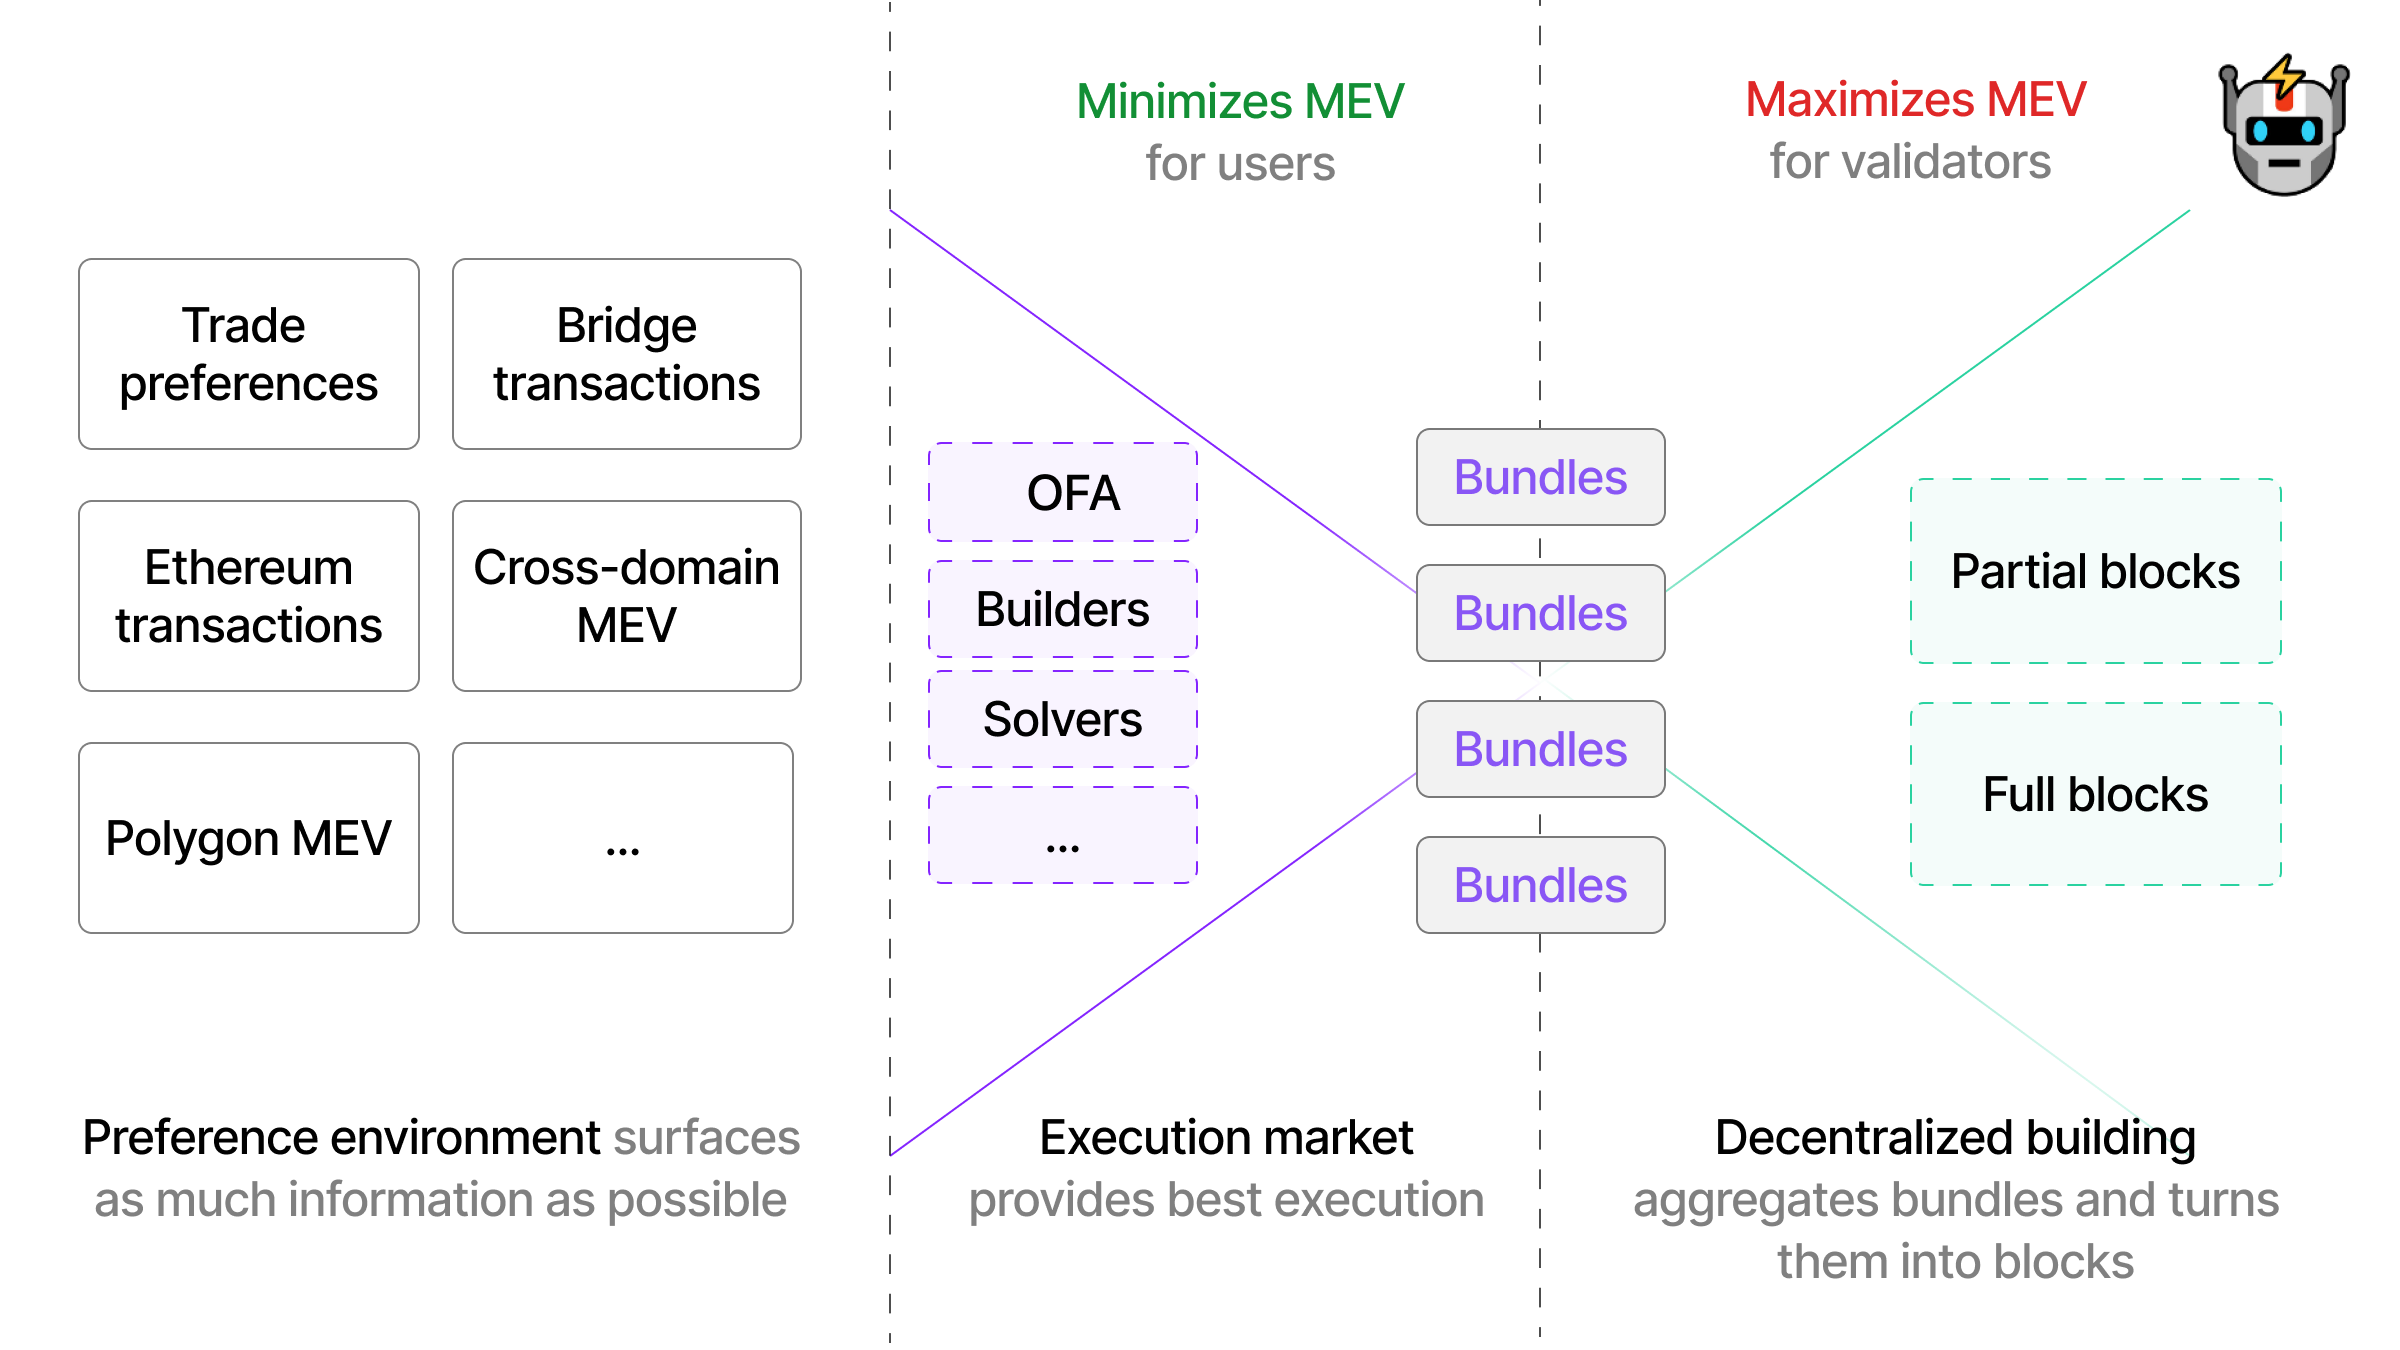 Minimizes MEV
for users
Maximizes MEV
for validators
Trade
preferences
Bridge
transactions
Ethereum
transactions
Cross-domain
MEV
Polygon MEV
...
OFA
Builders
Solvers
...
Bundles
Bundles
Bundles
Bundles
Partial blocks
Full blocks
Preference environment surfaces
as much information as possible
Execution market
provides best execution
Decentralized building
aggregates bundles and turns
them into blocks